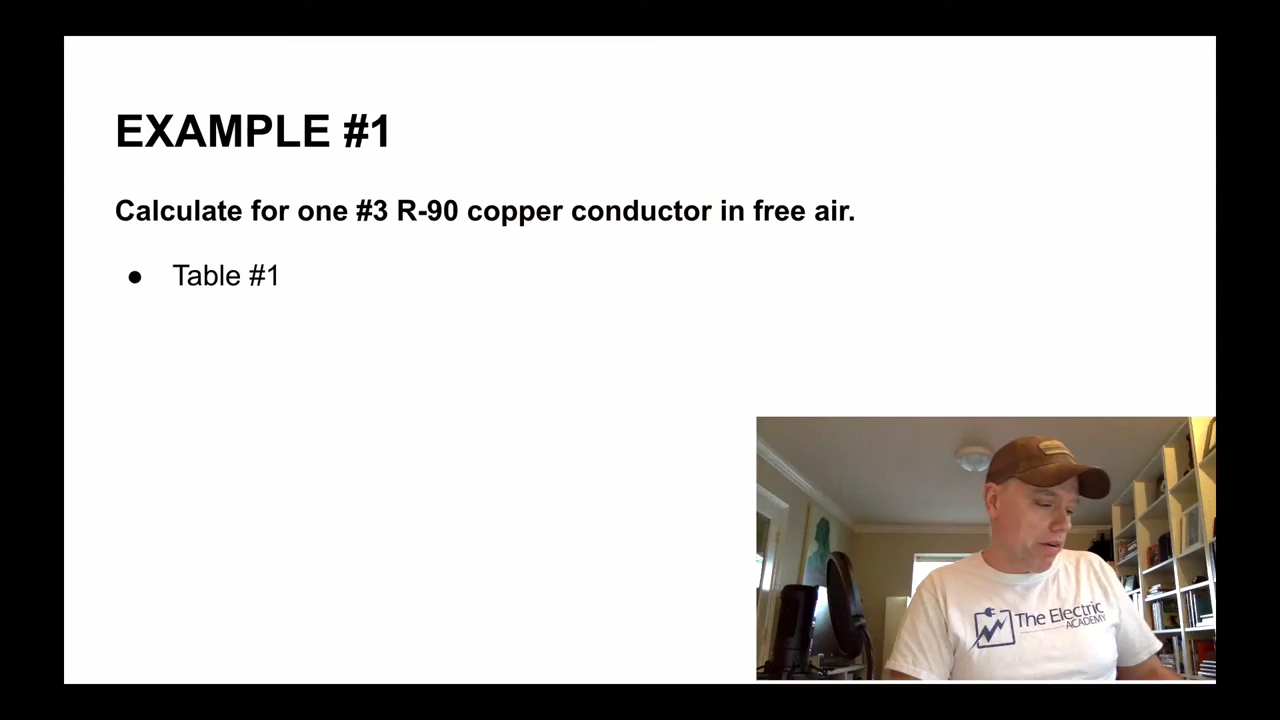 EXAMPLE #1
Calculate for one #3 R-90 copper conductor in free air.
● Table #1
The Electric
ACADEMY